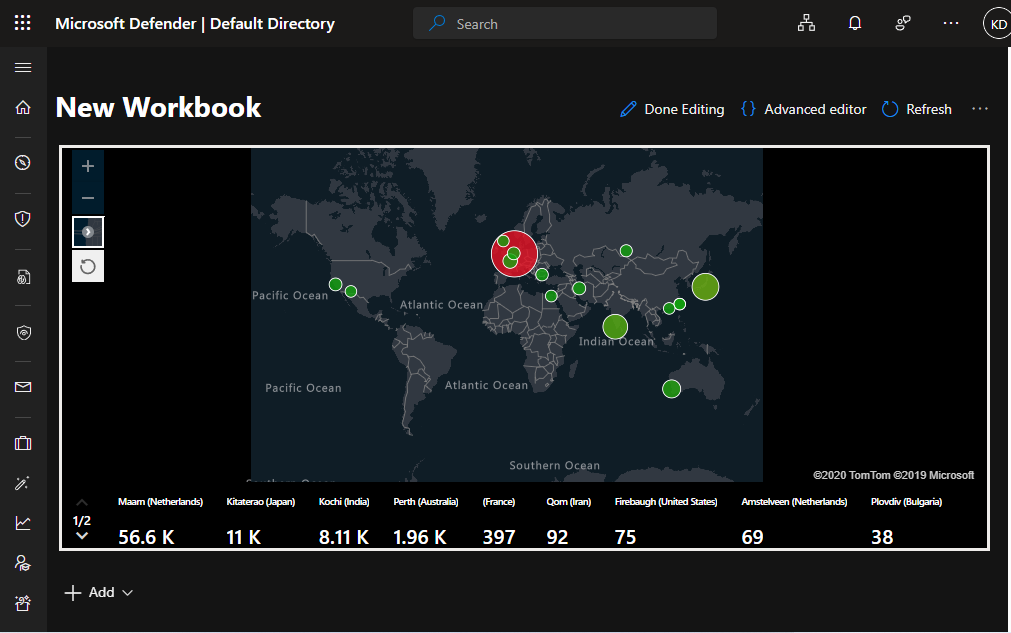 Microsoft Defender | Default Directory
Search
KD
New Workbook
Done Editing
Advanced editor
Refresh
Pacific Ocean
Atlantic Ocean
Indian Ocean
Pacific Ocean
Atlantic Ocean
Southern Ocean
Southern Ocean
©2020 TomTom ©2019 Microsoft
1/2
Maam (Netherlands)
56.6 K
Kitaterao (Japan)
11 K
Kochi (India)
8.11 K
Perth (Australia)
1.96 K
(France)
397
Qom (Iran)
92
Firebaugh (United States)
75
Amstelveen (Netherlands)
69
Plovdiv (Bulgaria)
38
Add